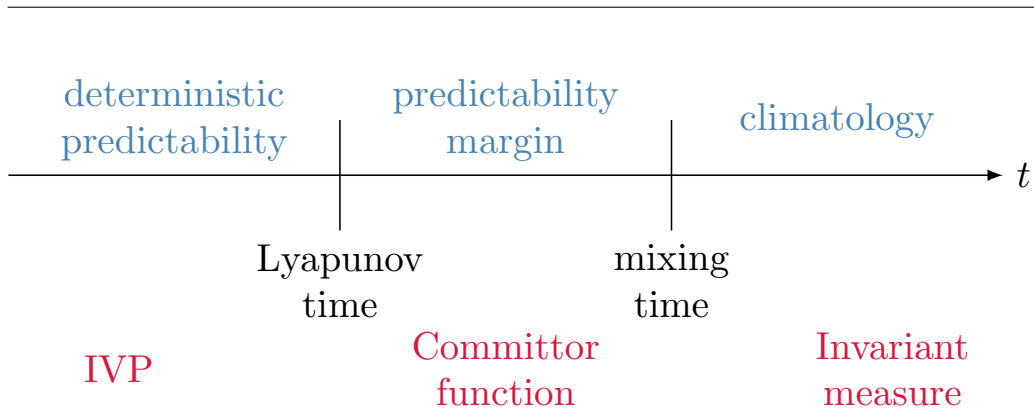 deterministic
predictability
predictability
margin
climatology
t
Lyapunov
time
mixing
time
IVP
Committor
function
Invariant
measure